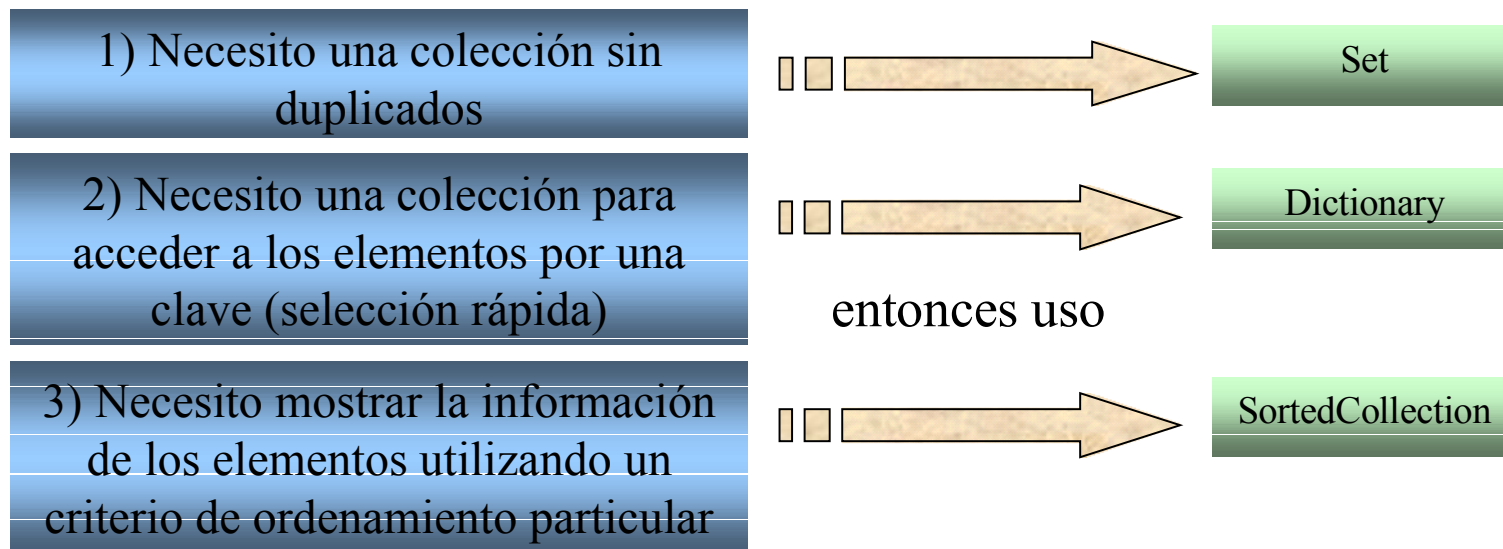 1) Necesito una colección sin
duplicados
Set
2) Necesito una colección para
acceder a los elementos por una
clave (selección rápida)
Dictionary
entonces uso
3) Necesito mostrar la información
de los elementos utilizando un
criterio de ordenamiento particular
SortedCollection